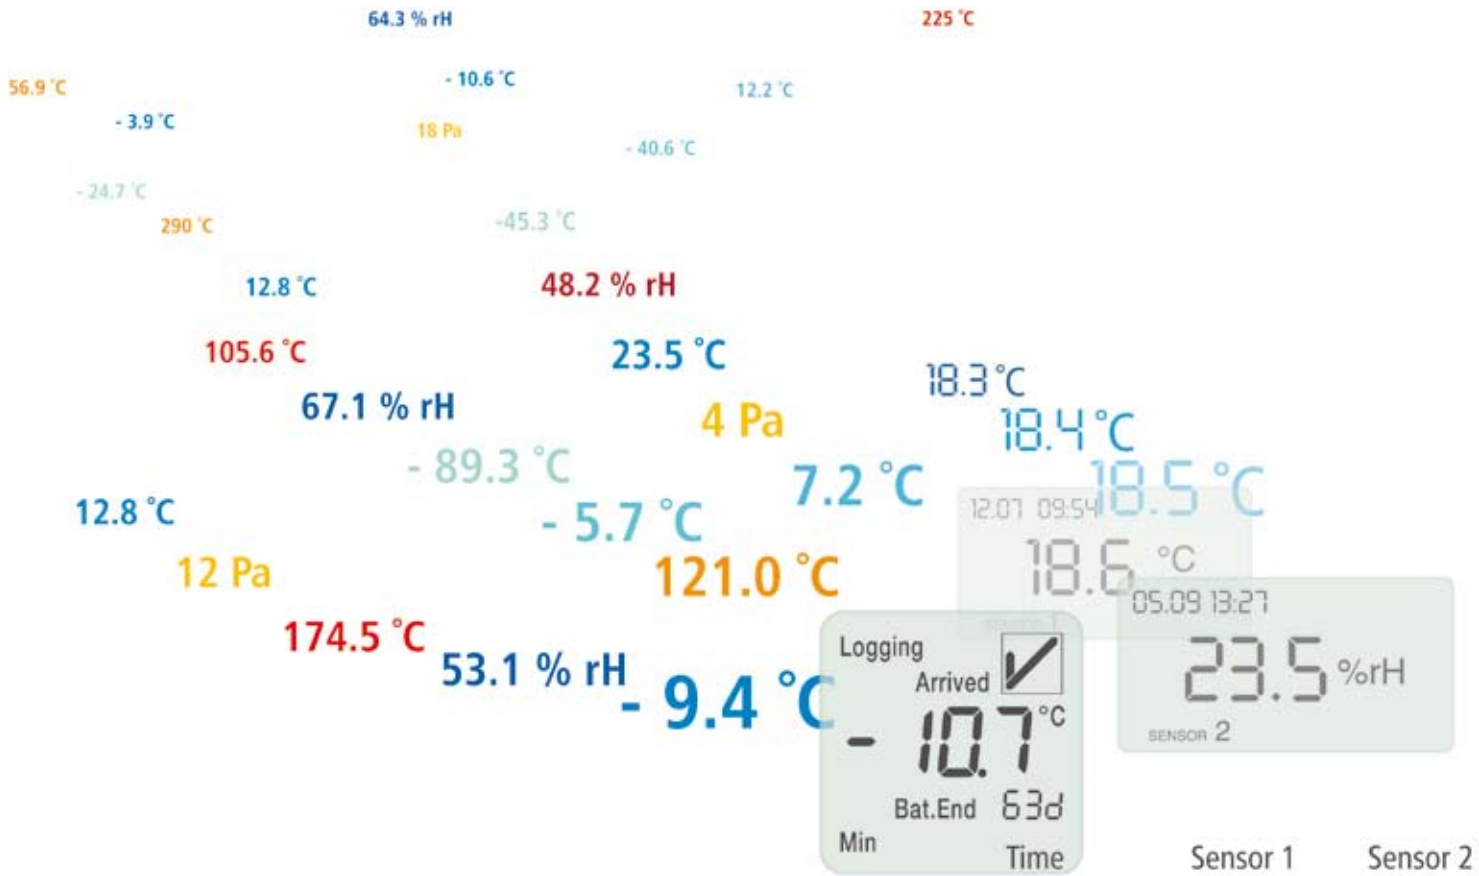 64.3 % rH
225 °C
- 10.6 °C
56.9 °C
12.2 °C
- 3.9 °C
18 Pa
- 40.6 °C
- 24.7 °C
290 °C
-45.3 °C
12.8 °C
48.2 % rH
105.6 °C
23.5 °C
18.3 °C
67.1 % rH
4 Pa
18.4 °C
- 89.3 °C
7.2 °C
18.5 °C
12.8 °C
- 5.7 °C
12.07 09:54
18.6 °C
12 Pa
121.0 °C
05.09 13:27
23.5 %rH
SENSOR 2
174.5 °C
53.1 % rH
- 9.4 °C
Logging
Arrived
- 10.7 °C
Bat.End 63d
Min
Time
Sensor 1
Sensor 2